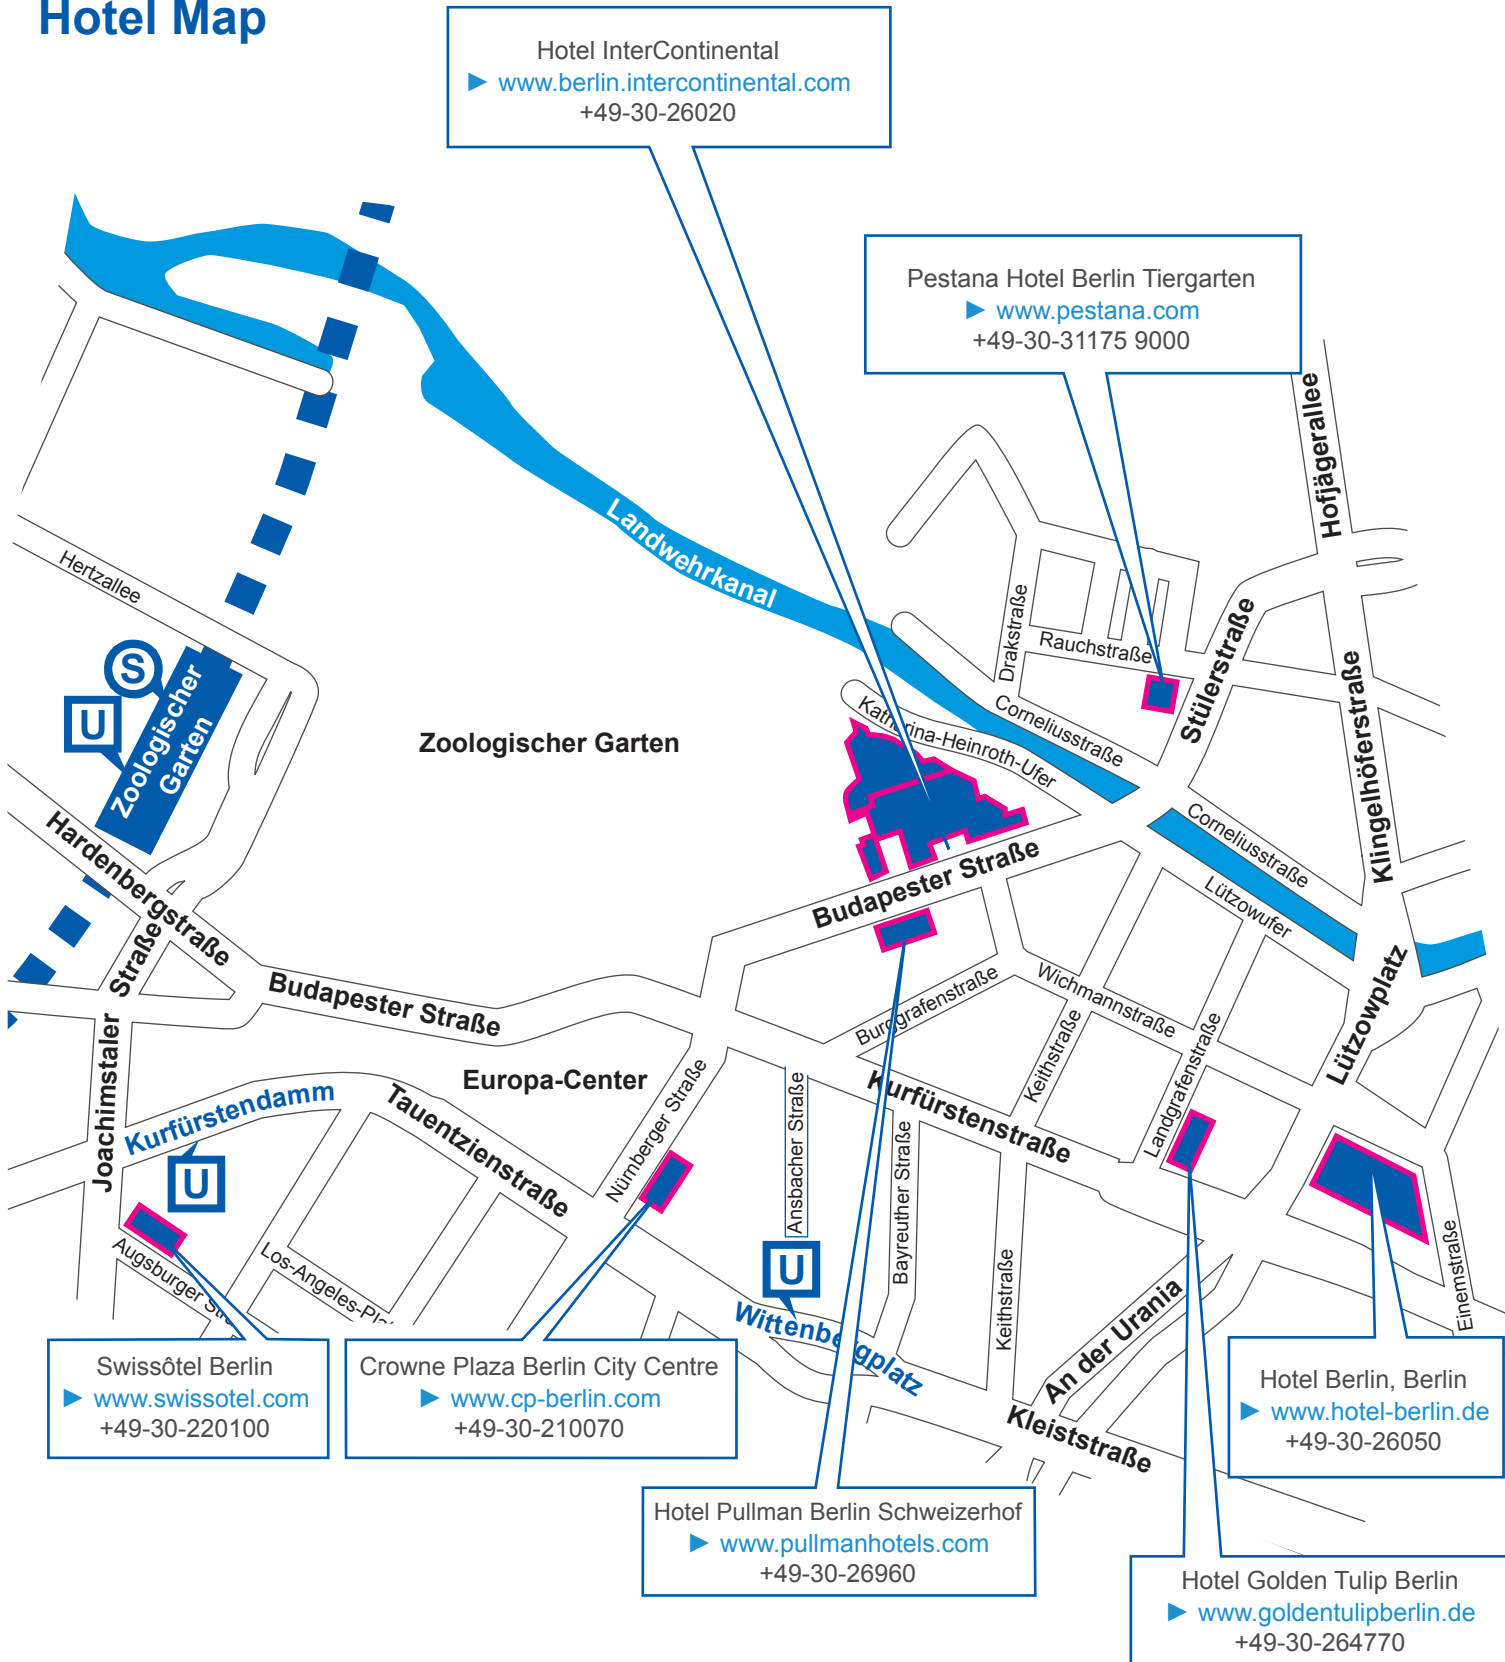 Hotel Map
Hotel InterContinental
► www.berlin.intercontinental.com
+49-30-26020
Pestana Hotel Berlin Tiergarten
► www.pestana.com
+49-30-31175 9000
Hofjägerallee
Landwehrkanal
Hertzallee
Drakstraße
Rauchstraße
Stülerstraße
S
U
Zoologischer
Garten
Zoologischer Garten
Katharina-Heinroth-Ufer
Corneliusstraße
Klingelhöferstraße
Corneliusstraße
Lützowufer
Hardenbergstraße
Budapester Straße
Joachimstaler Straße
Budapester Straße
Burggrafenstraße
Wichmannstraße
Keithstraße
Landgrafenstraße
Lützowplatz
Europa-Center
Kurfürstendamm
U
Tauentzienstraße
Nürnberger Straße
Ansbacher Straße
Bayreuther Straße
Kurfürstenstraße
Augsburger Str
Los-Angeles-Pla
U
Wittenbergplatz
Keithstraße
An der Urania
Kleiststraße
Einemstraße
Swissôtel Berlin
► www.swissotel.com
+49-30-220100
Crowne Plaza Berlin City Centre
► www.cp-berlin.com
+49-30-210070
Hotel Berlin, Berlin
► www.hotel-berlin.de
+49-30-26050
Hotel Pullman Berlin Schweizerhof
► www.pullmanhotels.com
+49-30-26960
Hotel Golden Tulip Berlin
► www.goldentulipberlin.de
+49-30-264770